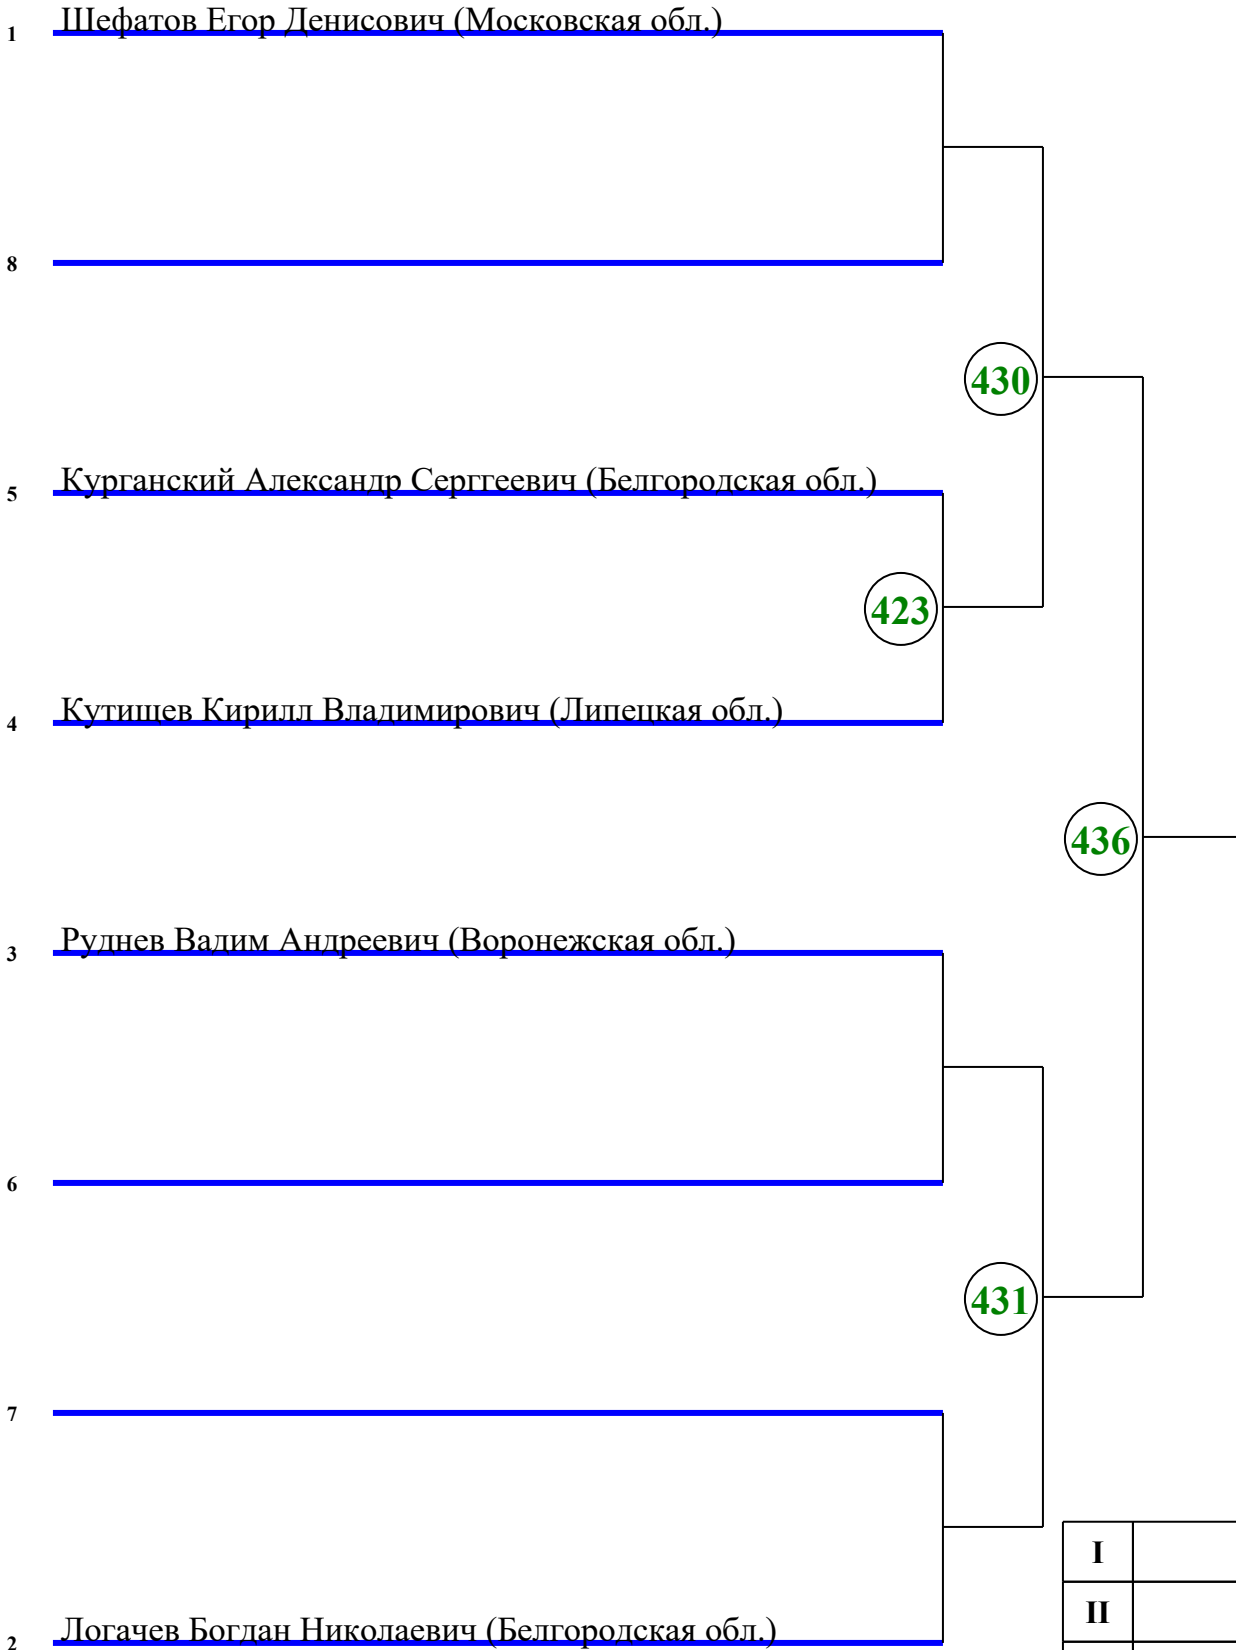 1 Шефатов Егор Денисович (Московская обл.)
8
430
5 Курганский Александр Серггеевич (Белгородская обл.)
423
4 Кутищев Кирилл Владимирович (Липецкая обл.)
436
3 Руднев Вадим Андреевич (Воронежская обл.)
6
431
7
I
II
2 Логачев Богдан Николаевич (Белгородская обл.)